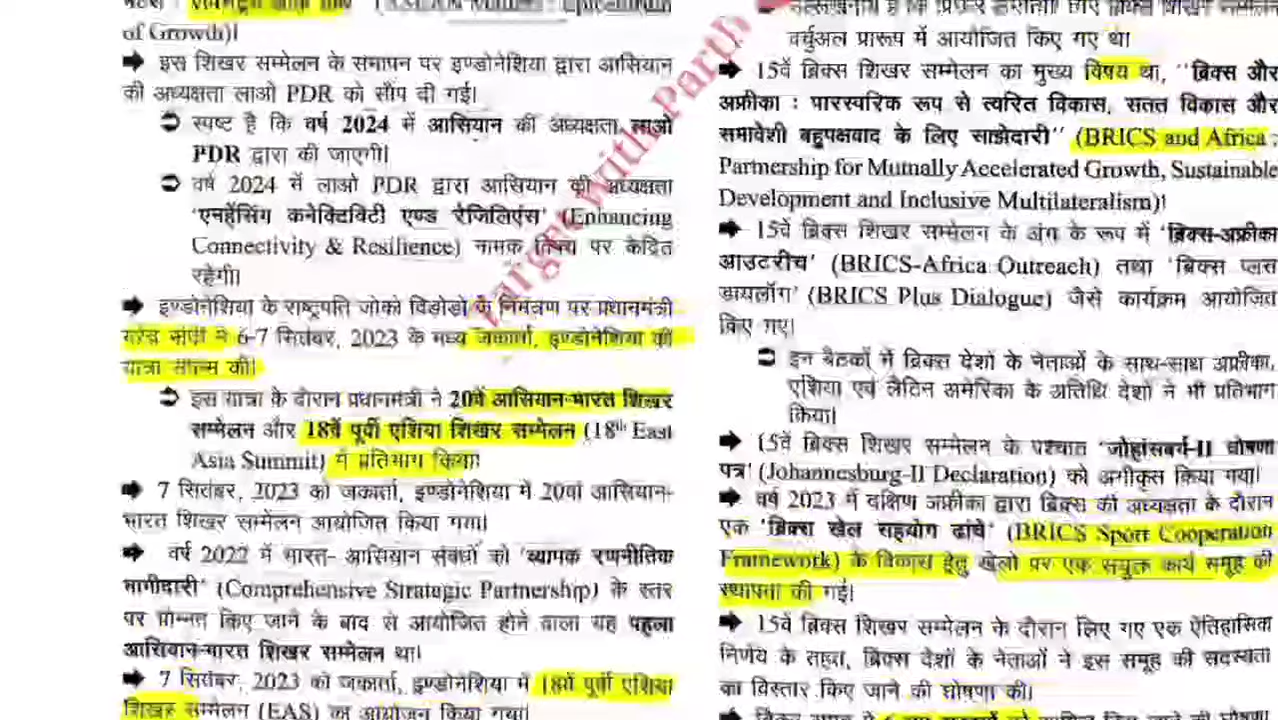 of Growth)।
➡ इस शिखर सम्मेलन के समापन पर इण्डोनेशिया द्वारा आसियान
की अध्यक्षता लाओ PDR को सौंप दी गई।
➲ स्पष्ट है कि वर्ष 2024 में आसियान की अध्यक्षता लाओ
PDR द्वारा की जाएगी।
➲ वर्ष 2024 में लाओ PDR द्वारा आसियान की अध्यक्षता
'एनहेंसिंग कनेक्टिविटी एण्ड रेजिलिएंस' (Enhancing
Connectivity & Resilience) नामक विषय पर केंद्रित
रहेगी।
➡ इण्डोनेशिया के राष्ट्रपति जोको विडोडो के निमंत्रण पर प्रधानमंत्री
नरेंद्र मोदी ने 6-7 सितंबर, 2023 के मध्य जकार्ता, इण्डोनेशिया की
यात्रा संपन्न की।
➲ इस यात्रा के दौरान प्रधानमंत्री ने 20वें आसियान-भारत शिखर
सम्मेलन और 18वें पूर्वी एशिया शिखर सम्मेलन (18th East
Asia Summit) में प्रतिभाग किया।
➡ 7 सितंबर, 2023 को जकार्ता, इण्डोनेशिया में 20वां आसियान-
भारत शिखर सम्मेलन आयोजित किया गया।
➡ वर्ष 2022 में भारत- आसियान संबंधों को 'व्यापक रणनीतिक
भागीदारी' (Comprehensive Strategic Partnership) के स्तर
पर प्रोन्नत किए जाने के बाद से आयोजित होने वाला यह पहला
आसियान-भारत शिखर सम्मेलन था।
➡ 7 सितंबर, 2023 को जकार्ता, इण्डोनेशिया में 18वें पूर्वी एशिया
शिखर सम्मेलन (EAS) का आयोजन किया गया।
वर्चुअल प्रारूप में आयोजित किए गए था।
➡ 15वें ब्रिक्स शिखर सम्मेलन का मुख्य विषय था, ''ब्रिक्स और
अफ्रीका : पारस्परिक रूप से त्वरित विकास, सतत विकास और
समावेशी बहुपक्षवाद के लिए साझेदारी'' (BRICS and Africa :
Partnership for Mutually Accelerated Growth, Sustainable
Development and Inclusive Multilateralism)।
➡ 15वें ब्रिक्स शिखर सम्मेलन के अंग के रूप में 'ब्रिक्स-अफ्रीका
आउटरीच' (BRICS-Africa Outreach) तथा 'ब्रिक्स प्लस
डायलॉग' (BRICS Plus Dialogue) जैसे कार्यक्रम आयोजित
किए गए।
➲ इन बैठकों में ब्रिक्स देशों के नेताओं के साथ-साथ अफ्रीका,
एशिया एवं लैटिन अमेरिका के अतिथि देशों ने भी प्रतिभाग
किया।
➡ 15वें ब्रिक्स शिखर सम्मेलन के पश्चात 'जोहांसबर्ग-II घोषणा
पत्र' (Johannesburg-II Declaration) को अंगीकृत किया गया।
➡ वर्ष 2023 में दक्षिण अफ्रीका द्वारा ब्रिक्स की अध्यक्षता के दौरान
एक 'ब्रिक्स खेल सहयोग ढांचे' (BRICS Sport Cooperation
Framework) के विकास हेतु खेलों पर एक संयुक्त कार्य समूह की
स्थापना की गई।
➡ 15वें ब्रिक्स शिखर सम्मेलन के दौरान लिए गए एक ऐतिहासिक
निर्णय के तहत, ब्रिक्स देशों के नेताओं ने इस समूह की सदस्यता
का विस्तार किए जाने की घोषणा की।
Target With Parth